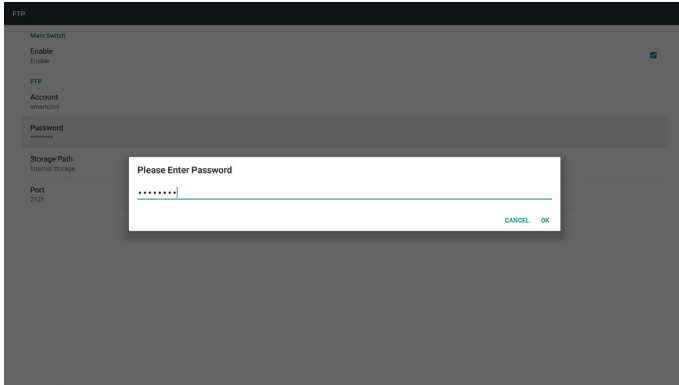 FTP
Main Switch
Enable
Enable
FTP
Account
smartcms
Password
********
Storage Path
Internal storage
Port
2121
Please Enter Password
••••••••
CANCEL OK